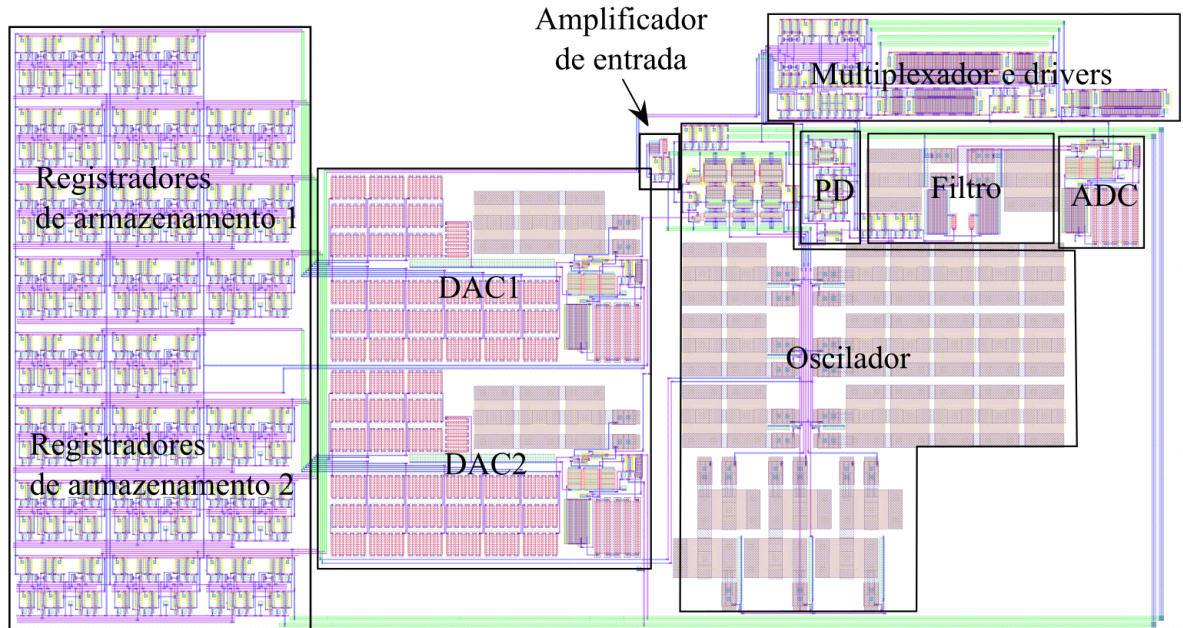 Amplificador
de entrada
Multiplexador e drivers
Registradores
de armazenamento 1
PD
Filtro
ADC
DAC1
Oscilador
Registradores
de armazenamento 2
DAC2